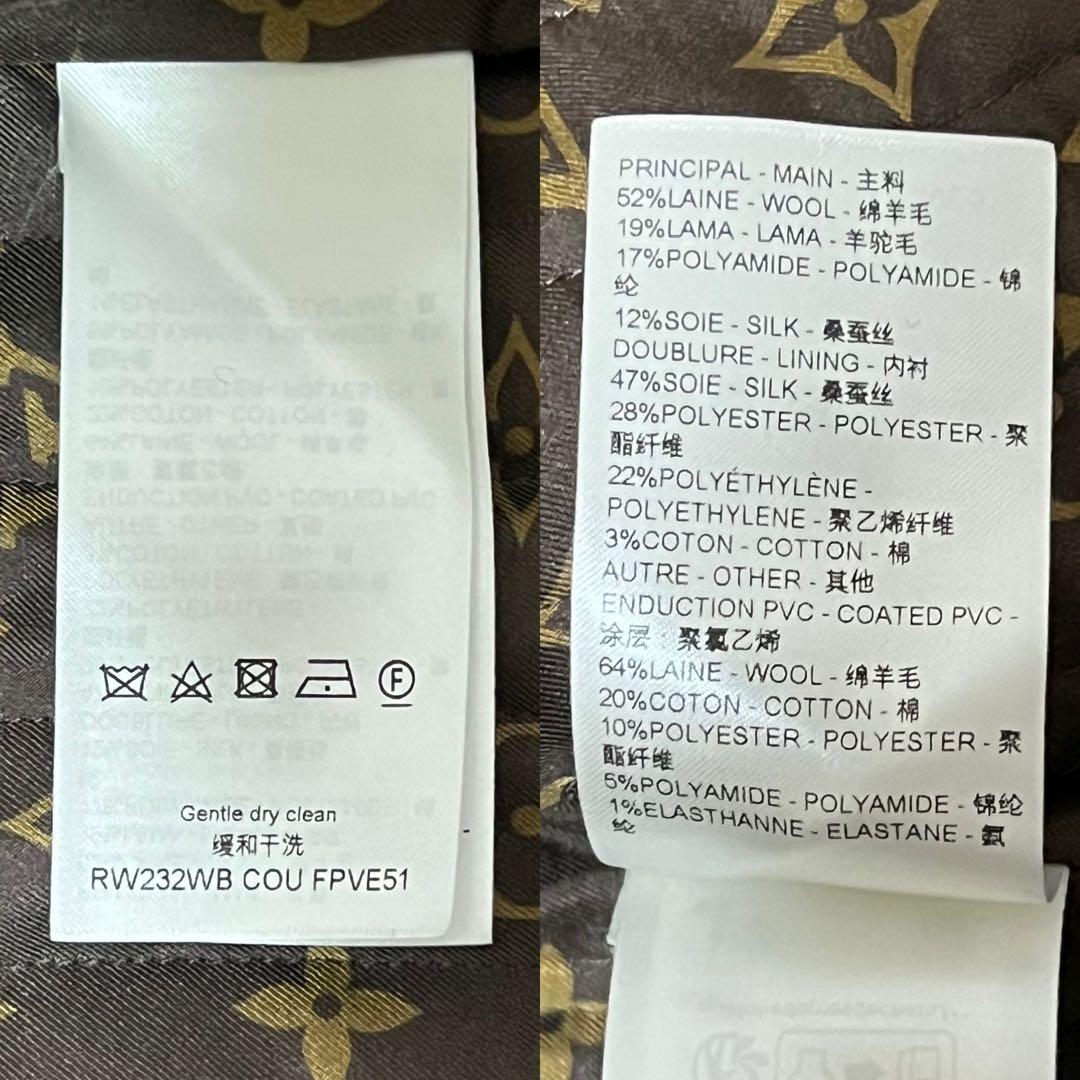 Gentle dry clean
缓和干洗
RW232WB COU FPVE51
PRINCIPAL - MAIN - 主料
52%LAINE - WOOL - 绵羊毛
19%LAMA - LAMA - 羊驼毛
17%POLYAMIDE - POLYAMIDE - 锦
纶
12%SOIE - SILK - 桑蚕丝
DOUBLURE - LINING - 内衬
47%SOIE - SILK - 桑蚕丝
28%POLYESTER - POLYESTER - 聚
酯纤维
22%POLYÉTHYLÈNE -
POLYETHYLENE - 聚乙烯纤维
3%COTON - COTTON - 棉
AUTRE - OTHER - 其他
ENDUCTION PVC - COATED PVC -
涂层：聚氯乙烯
64%LAINE - WOOL - 绵羊毛
20%COTON - COTTON - 棉
10%POLYESTER - POLYESTER - 聚
酯纤维
5%POLYAMIDE - POLYAMIDE - 锦纶
1%ELASTHANNE - ELASTANE - 氨
纶